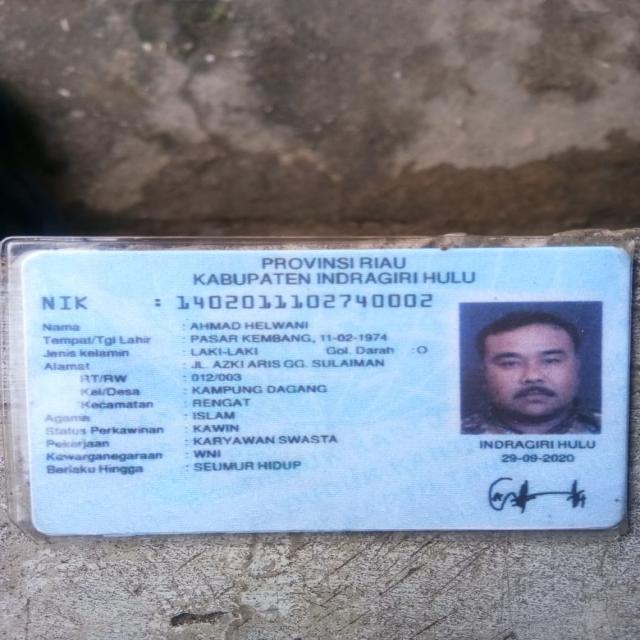 PROVINSI RIAU
KABUPATEN INDRAGIRI HULU
NIK : 1402011102740002
Nama : AHMAD HELWANI
Tempat/Tgl Lahir : PASAR KEMBANG, 11-02-1974
Jenis kelamin : LAKI-LAKI Gol. Darah : O
Alamat : JL. AZKI ARIS GG. SULAIMAN
RT/RW : 012/003
Kel/Desa : KAMPUNG DAGANG
Kecamatan : RENGAT
Agama : ISLAM
Status Perkawinan : KAWIN
Pekerjaan : KARYAWAN SWASTA
Kewarganegaraan : WNI
Berlaku Hingga : SEUMUR HIDUP
INDRAGIRI HULU
29-09-2020